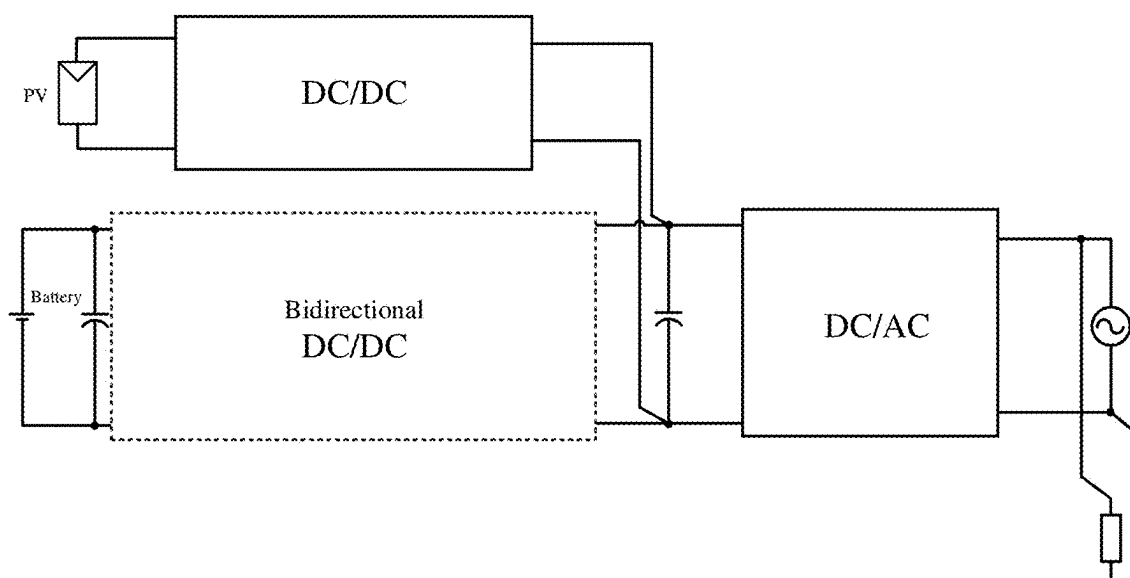 DC/DC
PV
Battery
Bidirectional
DC/DC
DC/AC